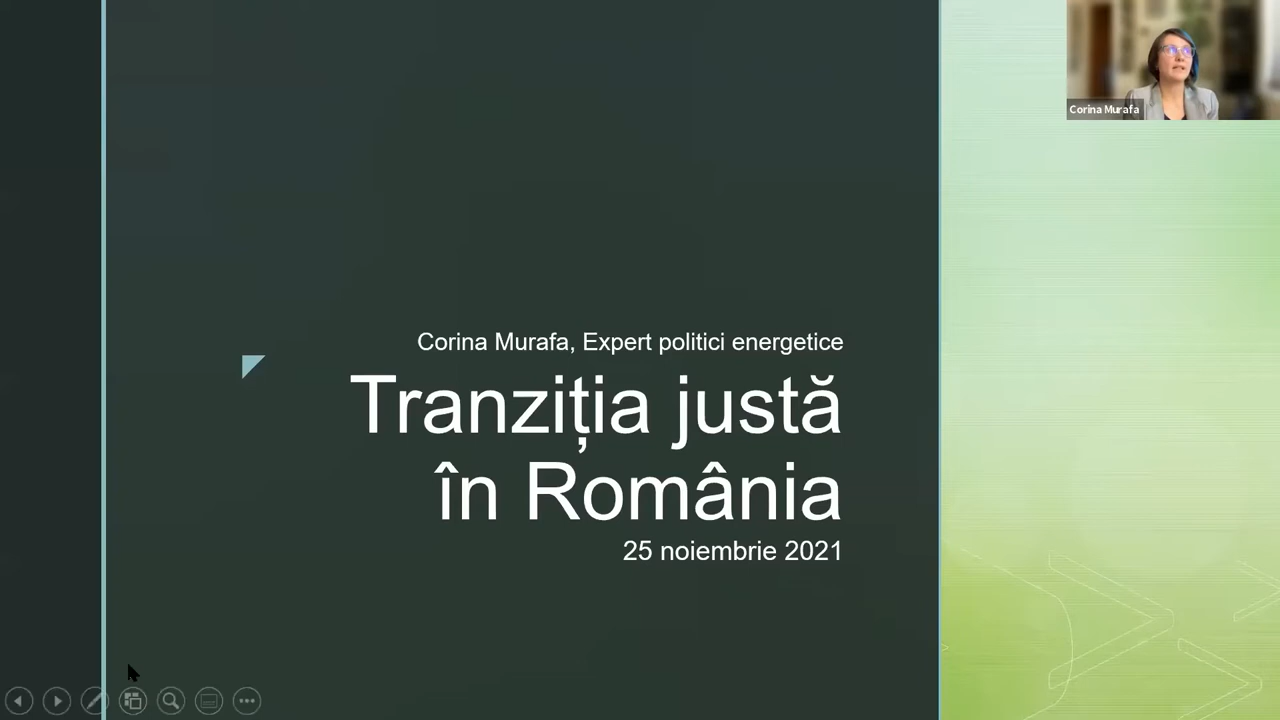 Corina Murafa
Corina Murafa, Expert politici energetice
Tranziția justă
în România
25 noiembrie 2021